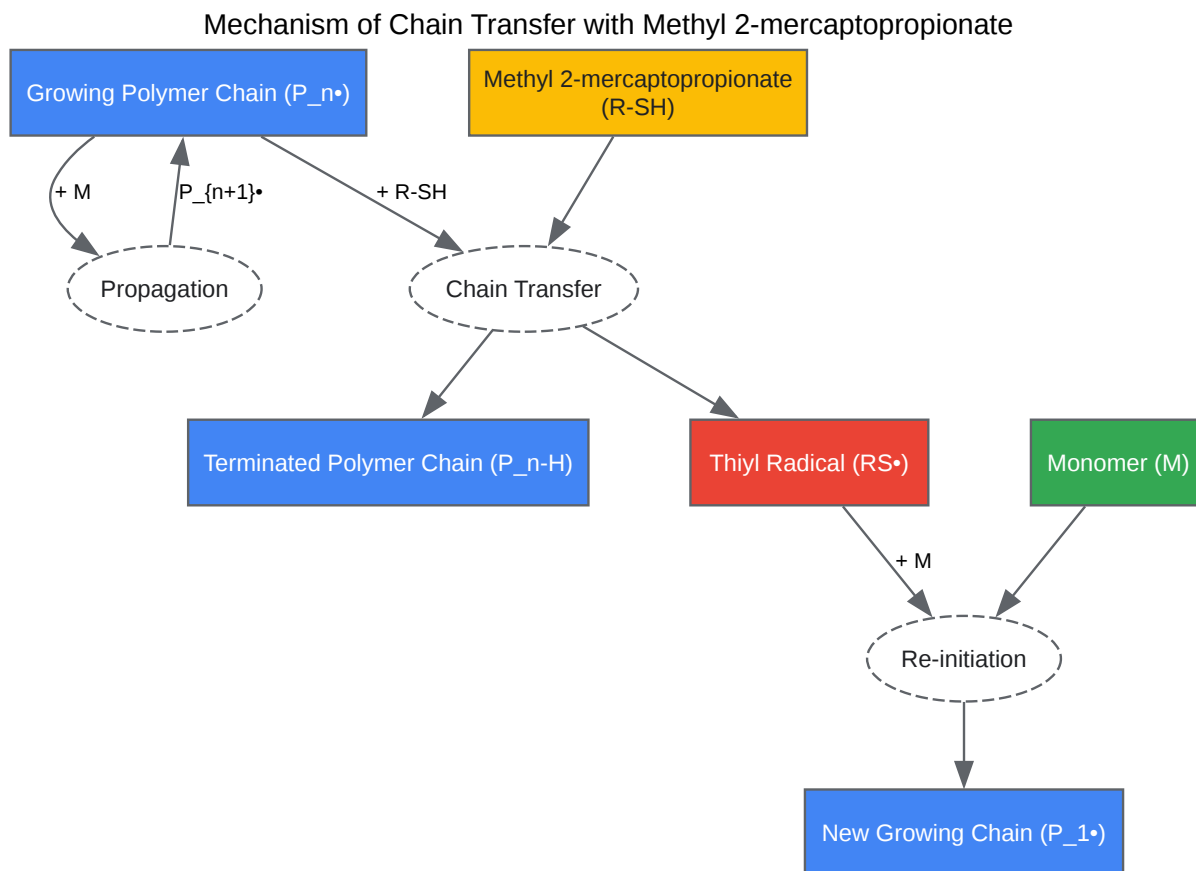 Mechanism of Chain Transfer with Methyl 2-mercaptopropionate
Growing Polymer Chain (P_n•)
Methyl 2-mercaptopropionate
(R-SH)
+ M
P_{n+1}•
+ R-SH
Propagation
Chain Transfer
Terminated Polymer Chain (P_n-H)
Thiyl Radical (RS•)
Monomer (M)
+ M
Re-initiation
New Growing Chain (P_1•)